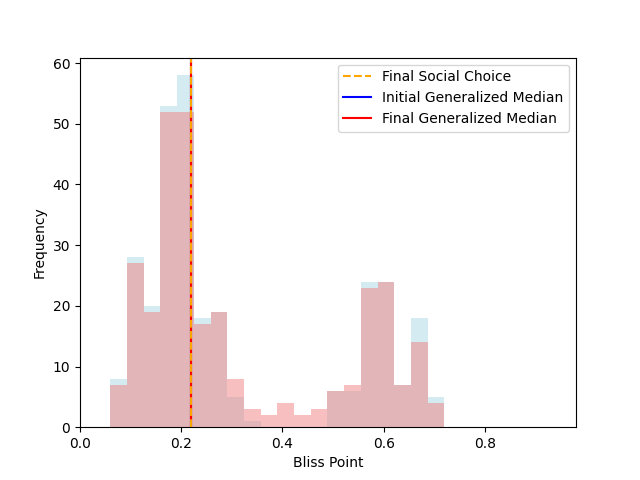 Final Social Choice
Initial Generalized Median
Final Generalized Median
60
50
40
30
20
10
0
Frequency
0.0 0.2 0.4 0.6 0.8
Bliss Point